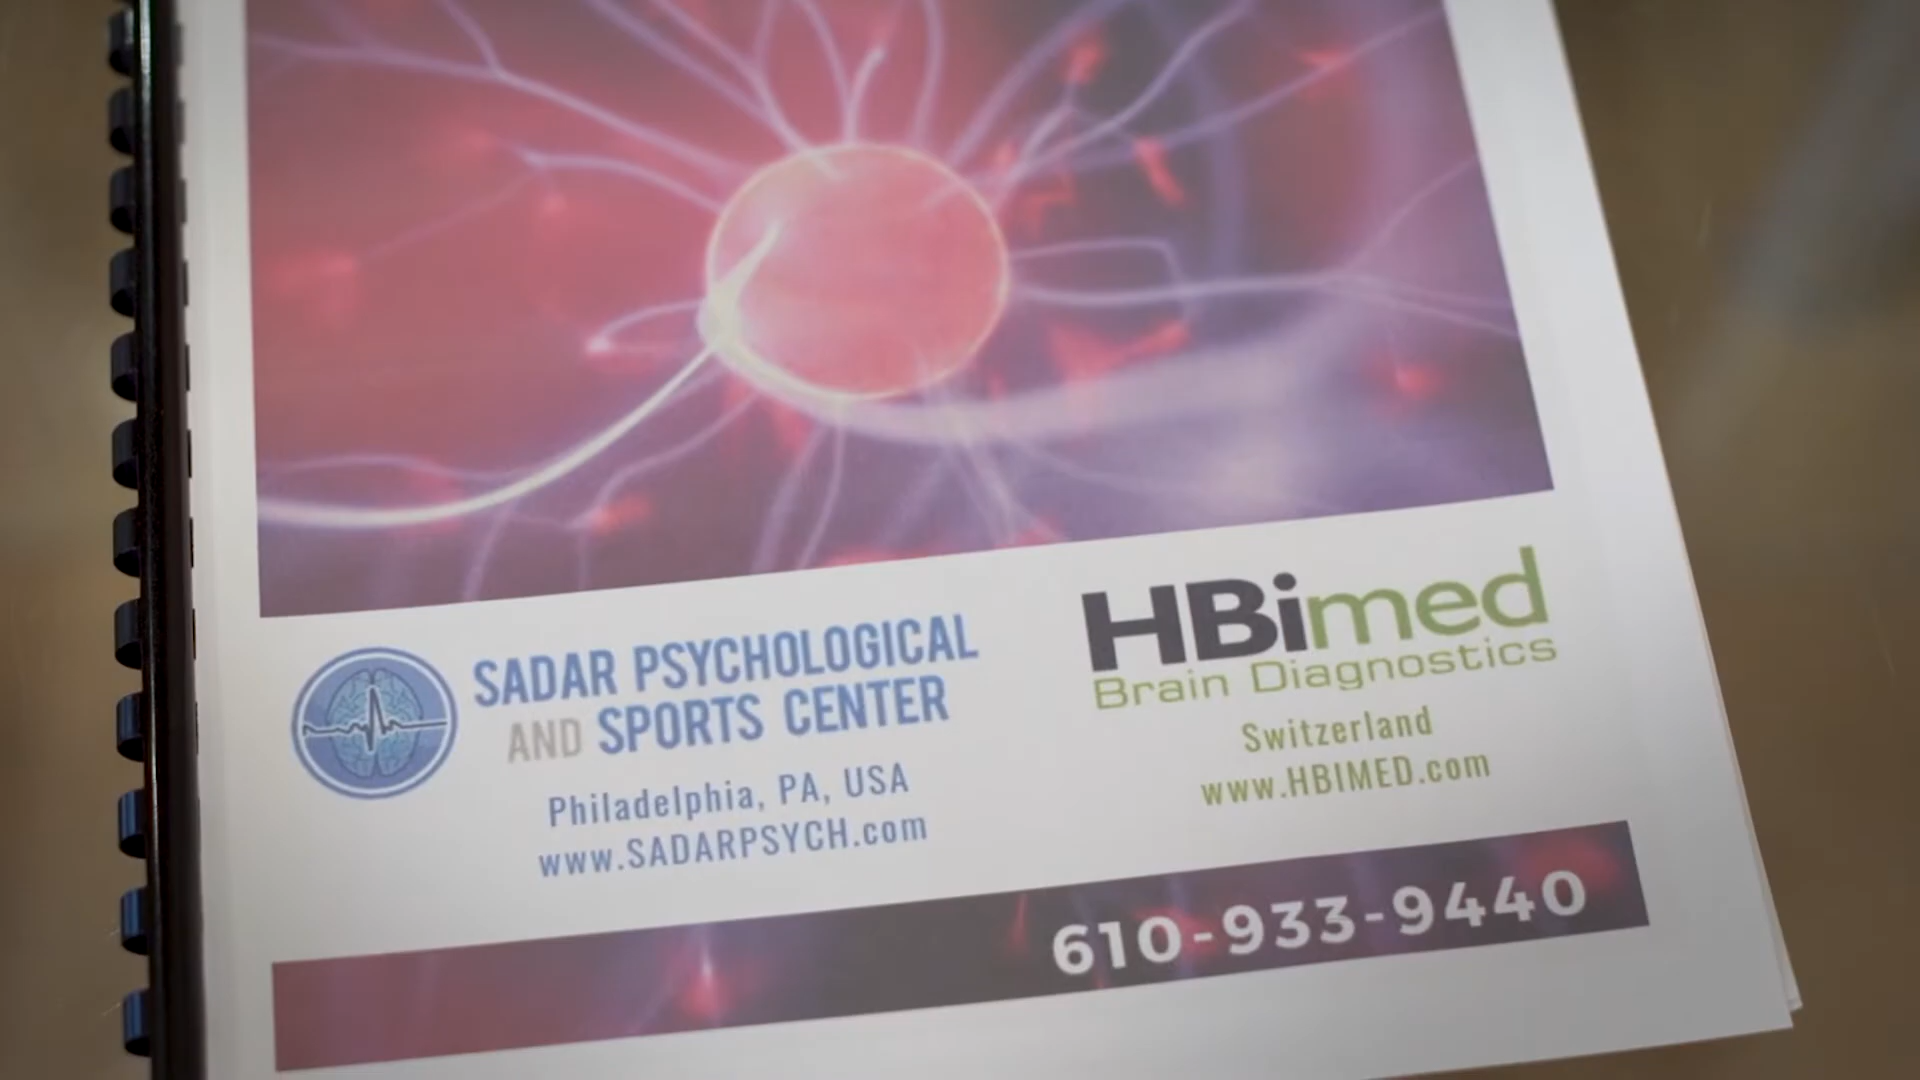 SADAR PSYCHOLOGICAL
AND SPORTS CENTER
Philadelphia, PA, USA
www.SADARPSYCH.com
HBimed
Brain Diagnostics
Switzerland
www.HBIMED.com
610-933-9440